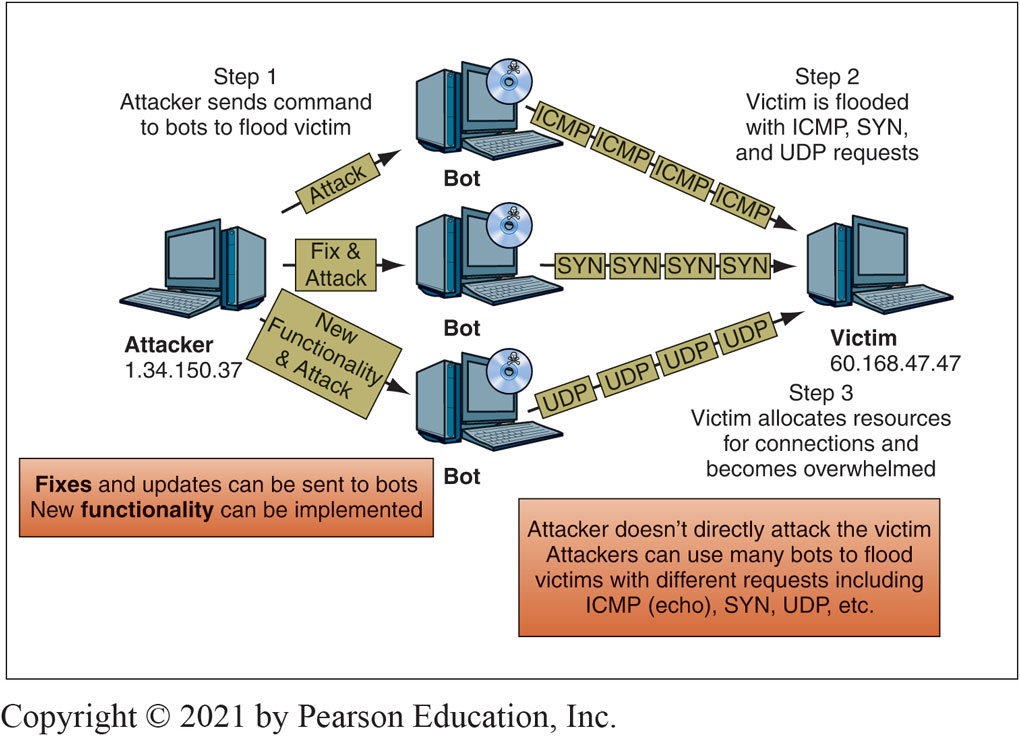 Step 1
Attacker sends command
to bots to flood victim
Step 2
Victim is flooded
with ICMP, SYN,
and UDP requests
Attack
Bot
ICMP ICMP ICMP ICMP
Fix &
Attack
Bot
SYN SYN SYN SYN
New
Functionality
& Attack
Bot
UDP UDP UDP UDP
Attacker
1.34.150.37
Victim
60.168.47.47
Step 3
Victim allocates resources
for connections and
becomes overwhelmed
Fixes and updates can be sent to bots
New functionality can be implemented
Attacker doesn’t directly attack the victim
Attackers can use many bots to flood
victims with different requests including
ICMP (echo), SYN, UDP, etc.
Copyright © 2021 by Pearson Education, Inc.